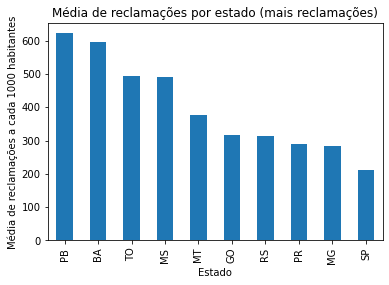 Média de reclamações por estado (mais reclamações)
Média de reclamações a cada 1000 habitantes
600
500
400
300
200
100
0
PB BA TO MS MT GO RS PR MG SP
Estado